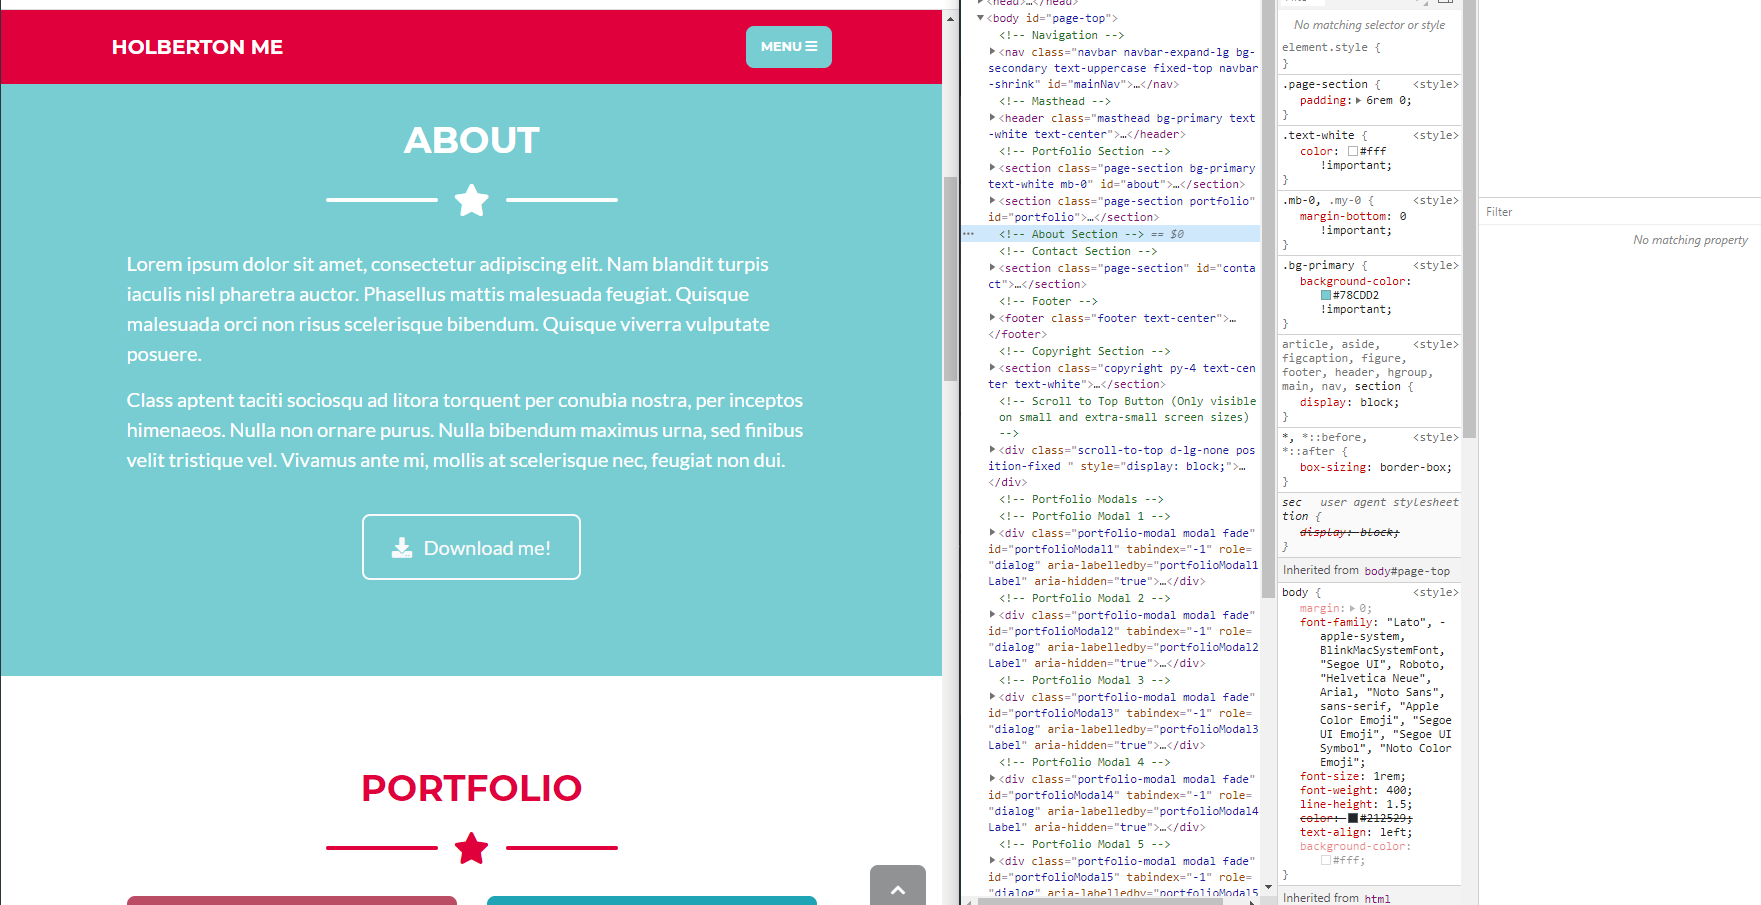 HOLBERTON ME
MENU
ABOUT
Lorem ipsum dolor sit amet, consectetur adipiscing elit. Nam blandit turpis
iaculis nisl pharetra auctor. Phasellus mattis malesuada feugiat. Quisque
malesuada orci non risus scelerisque bibendum. Quisque viverra vulputate
posuere.
Class aptent taciti sociosqu ad litora torquent per conubia nostra, per inceptos
himenaeos. Nulla non ornare purus. Nulla bibendum maximus urna, sed finibus
velit tristique vel. Vivamus ante mi, mollis at scelerisque nec, feugiat non dui.
Download me!
PORTFOLIO
<head>…</head>
<body id="page-top">
<!-- Navigation -->
<nav class="navbar navbar-expand-lg bg-
secondary text-uppercase fixed-top navbar
-shrink" id="mainNav">…</nav>
<!-- Masthead -->
<header class="masthead bg-primary text
-white text-center">…</header>
<!-- Portfolio Section -->
<section class="page-section bg-primary
text-white mb-0" id="about">…</section>
<section class="page-section portfolio"
id="portfolio">…</section>
<!-- About Section --> == $0
<!-- Contact Section -->
<section class="page-section" id="conta
ct">…</section>
<!-- Footer -->
<footer class="footer text-center">…
</footer>
<!-- Copyright Section -->
<section class="copyright py-4 text-cen
ter text-white">…</section>
<!-- Scroll to Top Button (Only visible
on small and extra-small screen sizes)
-->
<div class="scroll-to-top d-lg-none pos
ition-fixed " style="display: block;">…
</div>
<!-- Portfolio Modals -->
<!-- Portfolio Modal 1 -->
<div class="portfolio-modal modal fade"
id="portfolioModal1" tabindex="-1" role=
"dialog" aria-labelledby="portfolioModal1
Label" aria-hidden="true">…</div>
<!-- Portfolio Modal 2 -->
<div class="portfolio-modal modal fade"
id="portfolioModal2" tabindex="-1" role=
"dialog" aria-labelledby="portfolioModal2
Label" aria-hidden="true">…</div>
<!-- Portfolio Modal 3 -->
<div class="portfolio-modal modal fade"
id="portfolioModal3" tabindex="-1" role=
"dialog" aria-labelledby="portfolioModal3
Label" aria-hidden="true">…</div>
<!-- Portfolio Modal 4 -->
<div class="portfolio-modal modal fade"
id="portfolioModal4" tabindex="-1" role=
"dialog" aria-labelledby="portfolioModal4
Label" aria-hidden="true">…</div>
<!-- Portfolio Modal 5 -->
<div class="portfolio-modal modal fade"
id="portfolioModal5" tabindex="-1" role=
"dialog" aria-labelledby="portfolioModal5
No matching selector or style
element.style {
}
.page-section { <style>
padding: 6rem 0;
}
.text-white { <style>
color: #fff
!important;
}
.mb-0, .my-0 { <style>
margin-bottom: 0
!important;
}
.bg-primary { <style>
background-color:
#78CDD2
!important;
}
article, aside, <style>
figcaption, figure,
footer, header, hgroup,
main, nav, section {
display: block;
}
*, *::before, <style>
*::after {
box-sizing: border-box;
}
sec user agent stylesheet
tion {
display: block;
}
Inherited from body#page-top
body { <style>
margin: 0;
font-family: "Lato", -
apple-system,
BlinkMacSystemFont,
"Segoe UI", Roboto,
"Helvetica Neue",
Arial, "Noto Sans",
sans-serif, "Apple
Color Emoji", "Segoe
UI Emoji", "Segoe UI
Symbol", "Noto Color
Emoji";
font-size: 1rem;
font-weight: 400;
line-height: 1.5;
color: #212529;
text-align: left;
background-color:
#fff;
}
Inherited from html
Filter
No matching property